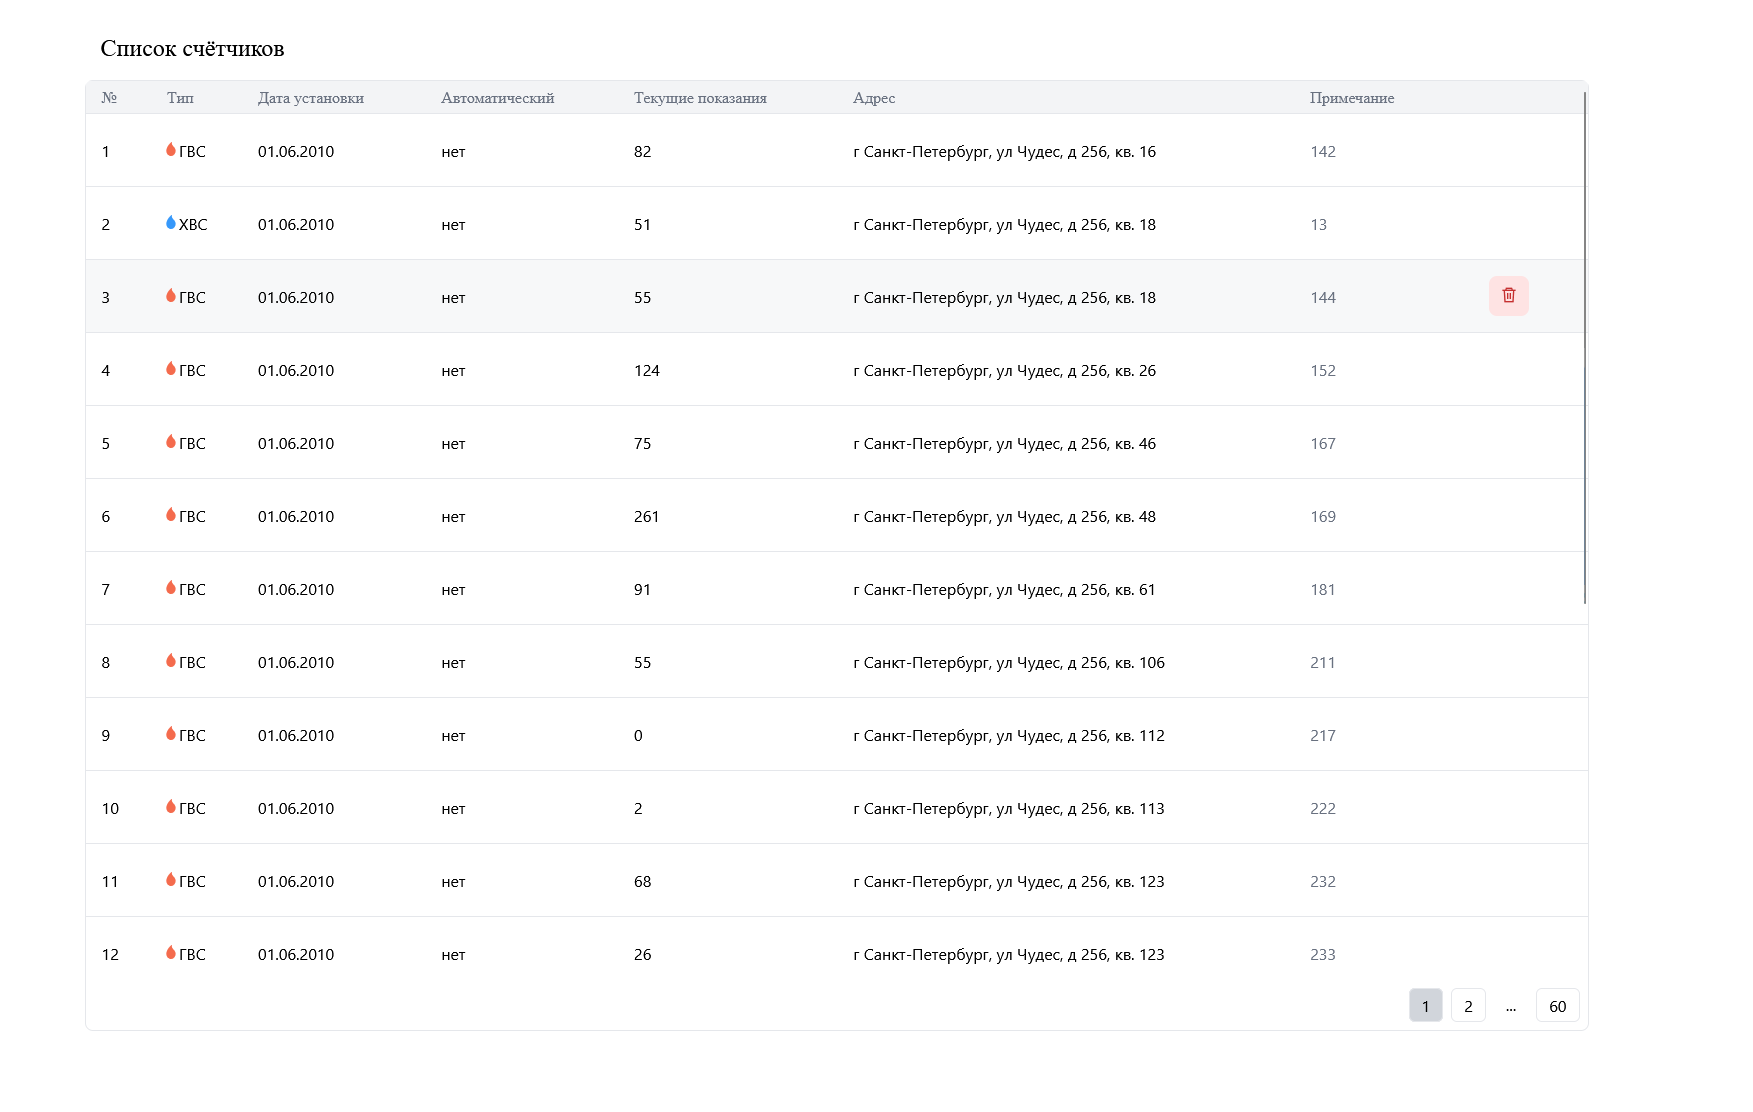 Список счётчиков
№ Тип Дата установки Автоматический Текущие показания Адрес Примечание
1 ГВС 01.06.2010 нет 82 г Санкт-Петербург, ул Чудес, д 256, кв. 16 142
2 ХВС 01.06.2010 нет 51 г Санкт-Петербург, ул Чудес, д 256, кв. 18 13
3 ГВС 01.06.2010 нет 55 г Санкт-Петербург, ул Чудес, д 256, кв. 18 144
4 ГВС 01.06.2010 нет 124 г Санкт-Петербург, ул Чудес, д 256, кв. 26 152
5 ГВС 01.06.2010 нет 75 г Санкт-Петербург, ул Чудес, д 256, кв. 46 167
6 ГВС 01.06.2010 нет 261 г Санкт-Петербург, ул Чудес, д 256, кв. 48 169
7 ГВС 01.06.2010 нет 91 г Санкт-Петербург, ул Чудес, д 256, кв. 61 181
8 ГВС 01.06.2010 нет 55 г Санкт-Петербург, ул Чудес, д 256, кв. 106 211
9 ГВС 01.06.2010 нет 0 г Санкт-Петербург, ул Чудес, д 256, кв. 112 217
10 ГВС 01.06.2010 нет 2 г Санкт-Петербург, ул Чудес, д 256, кв. 113 222
11 ГВС 01.06.2010 нет 68 г Санкт-Петербург, ул Чудес, д 256, кв. 123 232
12 ГВС 01.06.2010 нет 26 г Санкт-Петербург, ул Чудес, д 256, кв. 123 233
1 2 ... 60